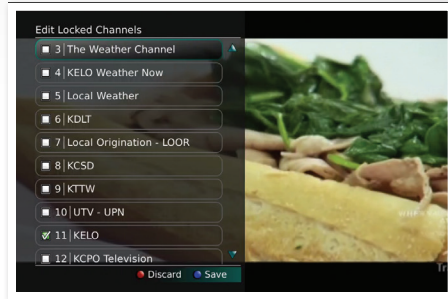 Edit Locked Channels
3 | The Weather Channel
4 | KELO Weather Now
5 | Local Weather
6 | KDLT
7 | Local Origination - LOOR
8 | KCSD
9 | KTTW
10 | UTV - UPN
11 | KELO
12 | KCPO Television
Discard Save
Tr